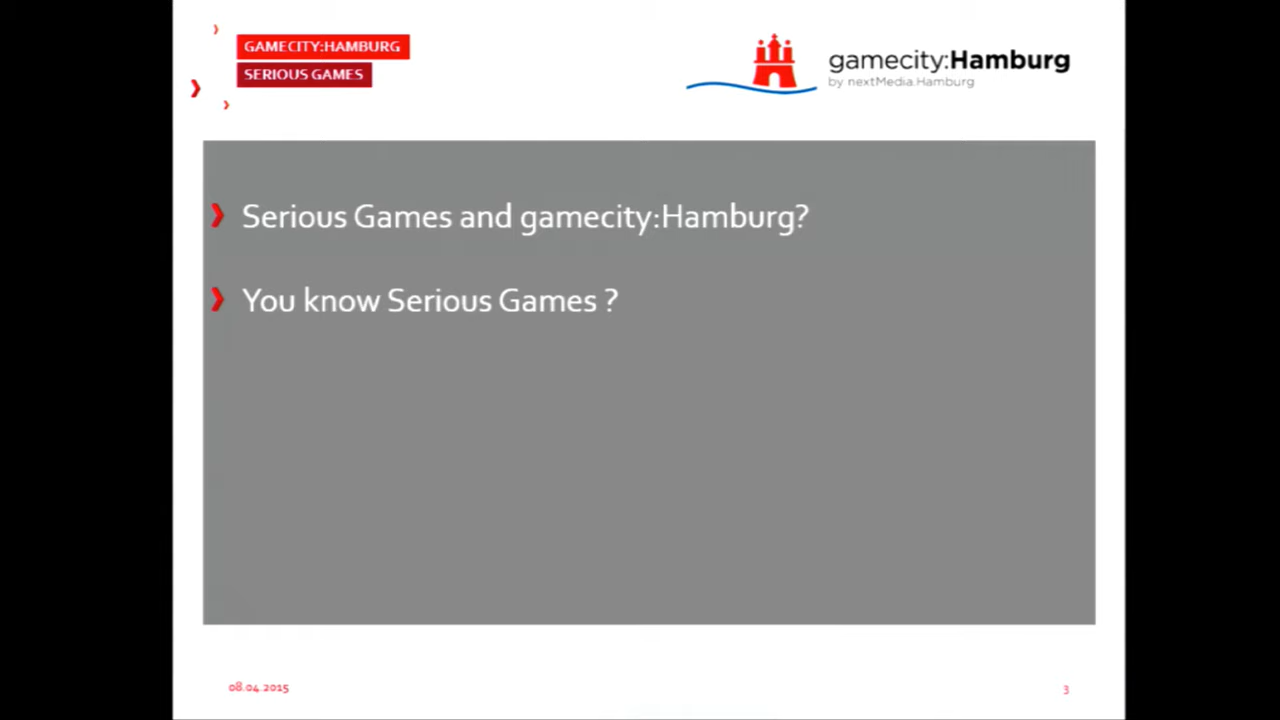 GAMECITY:HAMBURG
SERIOUS GAMES
gamecity:Hamburg
by nextMedia.Hamburg
Serious Games and gamecity:Hamburg?
You know Serious Games ?
08.04.2015
3